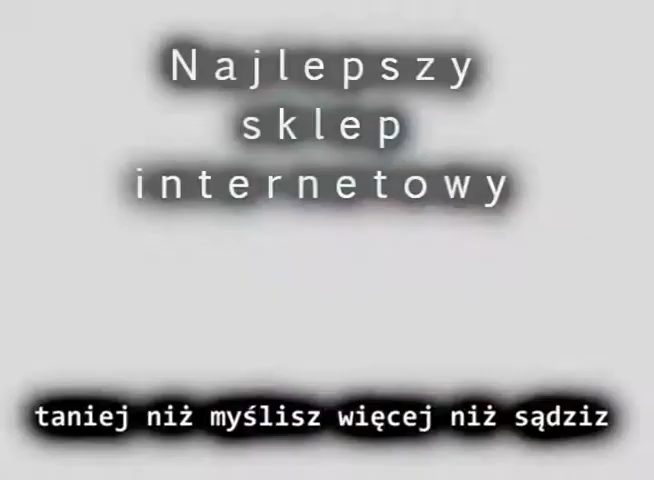 Najlepszy
sklep
internetowy
taniej niż myślisz więcej niż sądziz